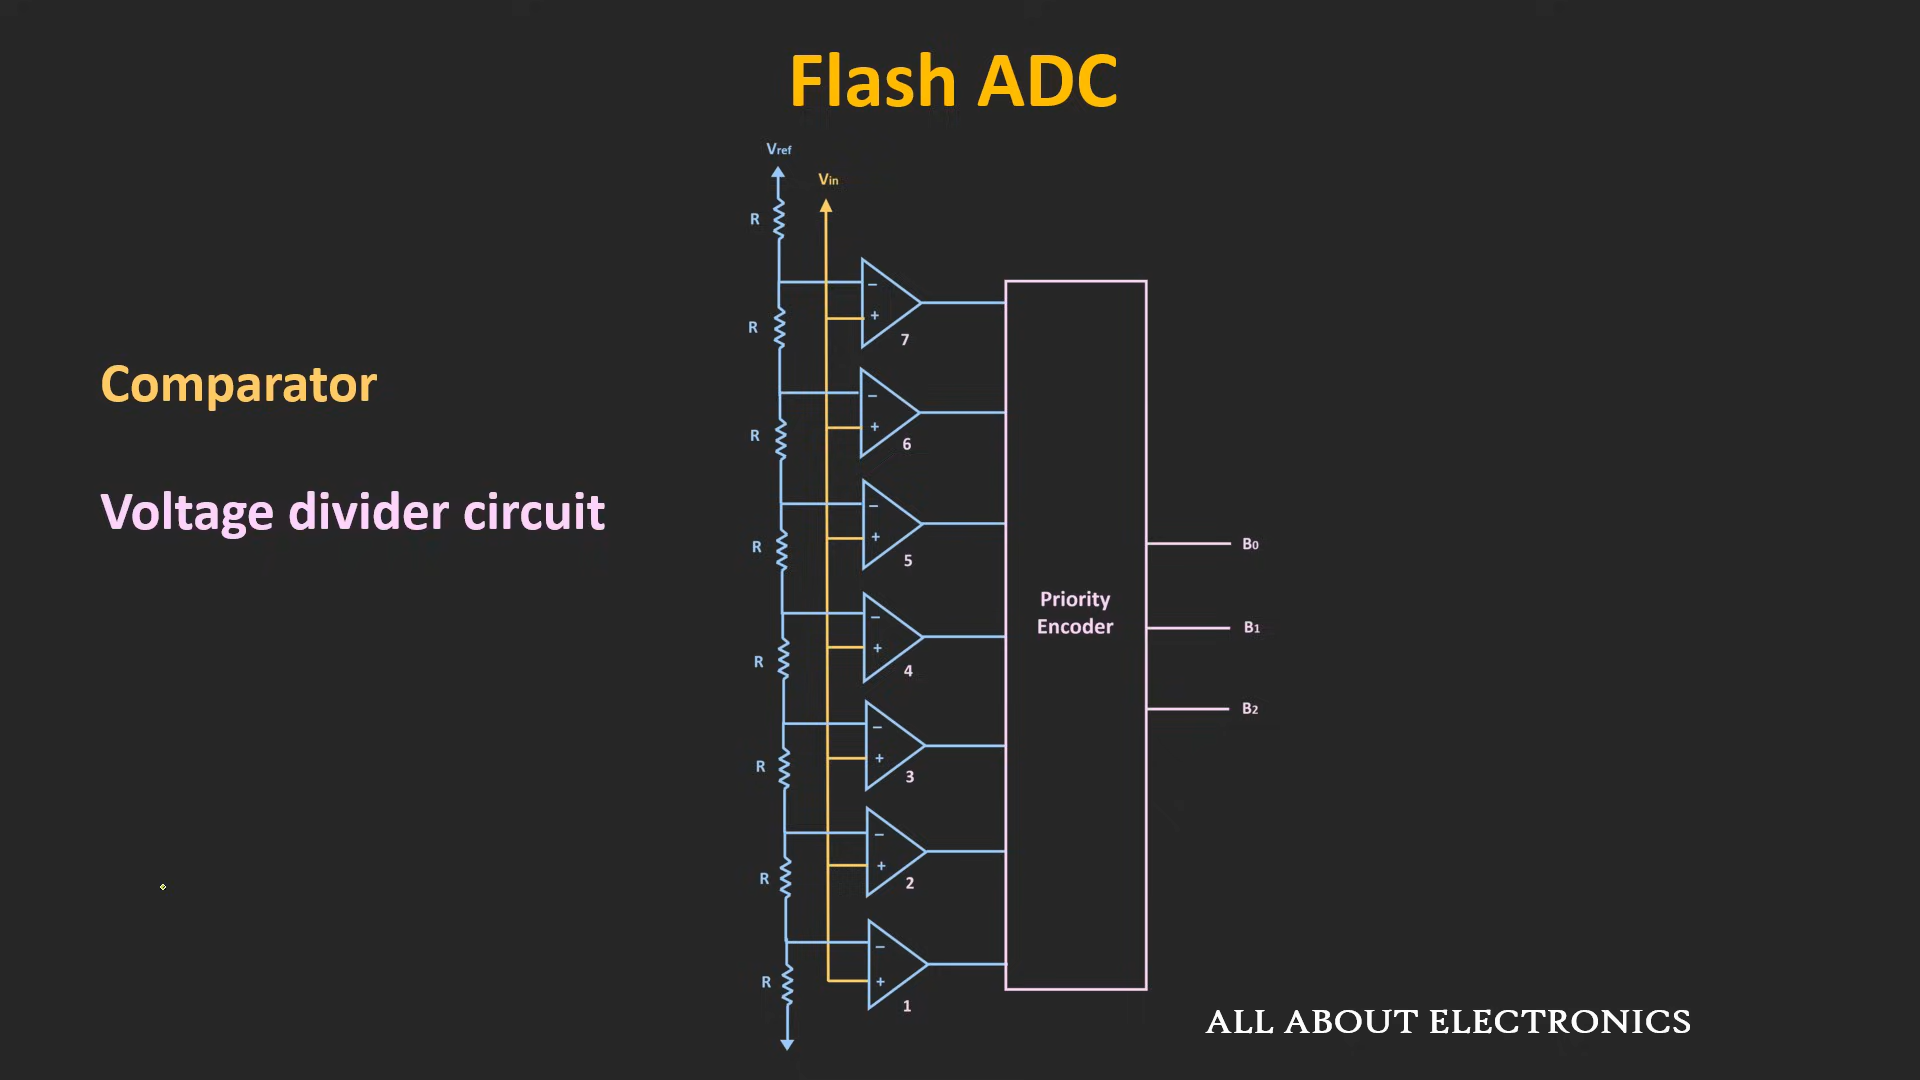 Flash ADC
Vref
Vin
R
− +
7
R
Comparator
− +
6
R
− +
5
Voltage divider circuit
R
B0
Priority
Encoder
B1
− +
4
R
B2
− +
3
R
− +
2
R
− +
1
R
ALL ABOUT ELECTRONICS